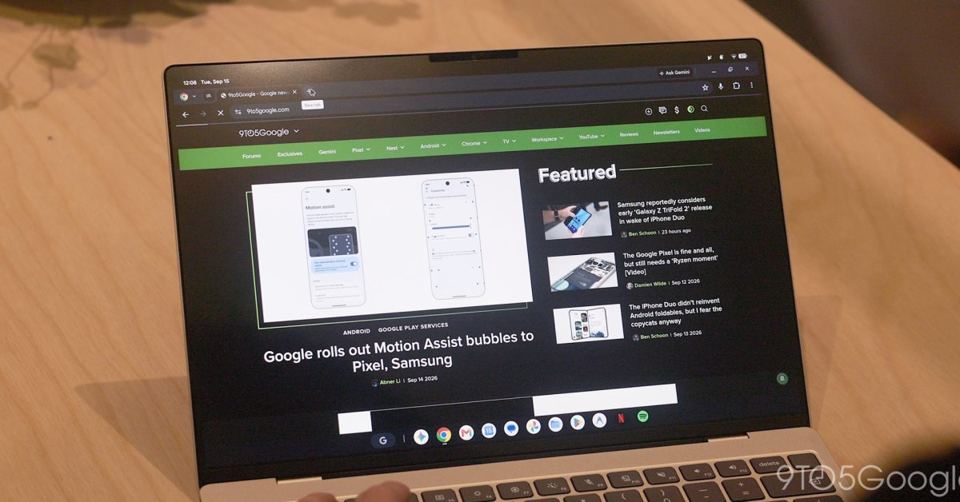 12:08 Tue, Sep 15
9to5Google - Google news
Ask Gemini
9to5google.com
New tab
9TO5Google
Forums Exclusives Gemini Pixel Nest Android Chrome TV Workspace YouTube Reviews Newsletters Videos
Motion assist
Featured
Samsung reportedly considers
early 'Galaxy Z TriFold 2' release
in wake of iPhone Duo
Ben Schoon | 23 hours ago
The Google Pixel is fine and all,
but still needs a 'Ryzen moment'
[Video]
Damien Wilde | Sep 12 2026
The iPhone Duo didn't reinvent
Android foldables, but I fear the
copycats anyway
Ben Schoon | Sep 13 2026
ANDROID GOOGLE PLAY SERVICES
Google rolls out Motion Assist bubbles to
Pixel, Samsung
Abner Li | Sep 14 2026
G
N
delete
9TO5Google